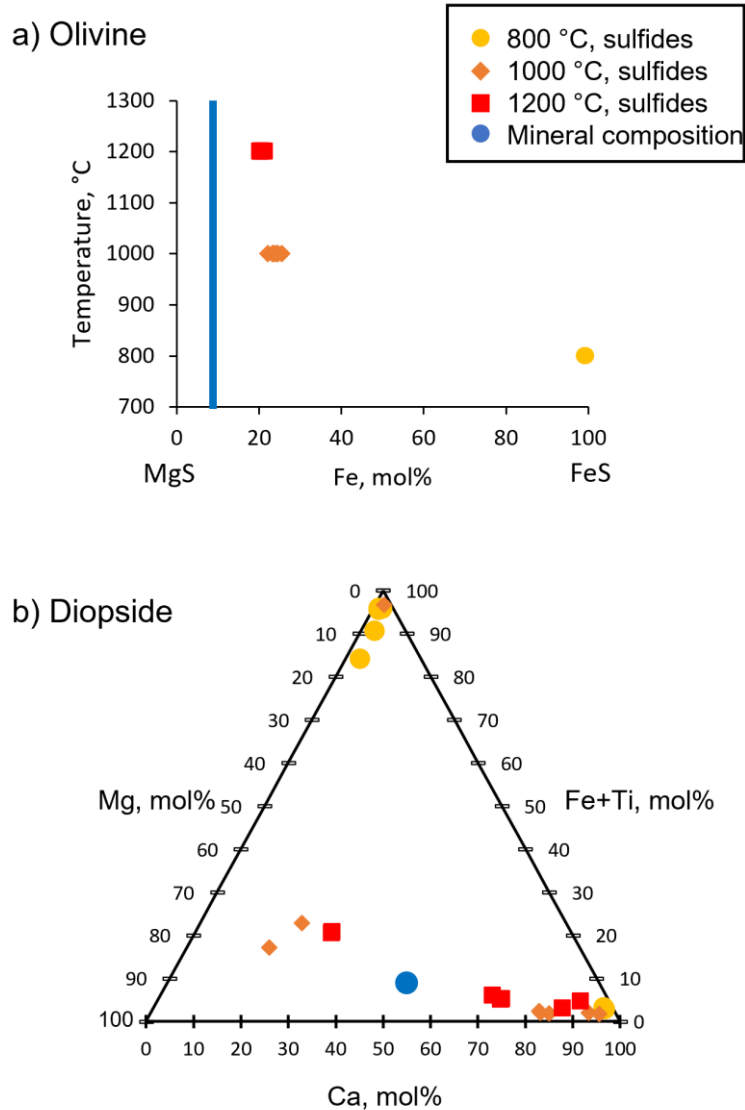 a) Olivine
800 °C, sulfides
1000 °C, sulfides
1200 °C, sulfides
Mineral composition
Temperature, °C
1300
1200
1100
1000
900
800
700
0 20 40 60 80 100
MgS Fe, mol% FeS
b) Diopside
0 100
10 90
20 80
30 70
40 60
Mg, mol% 50 50 Fe+Ti, mol%
60 40
70 30
80 20
90 10
100 0
0 10 20 30 40 50 60 70 80 90 100
Ca, mol%